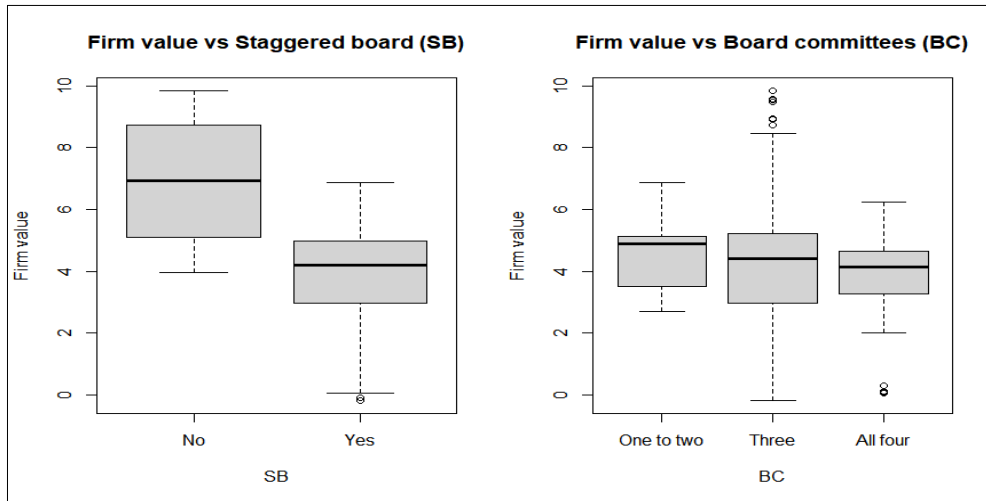 Firm value vs Staggered board (SB)
Firm value
10
8
6
4
2
0
No Yes
SB
Firm value vs Board committees (BC)
Firm value
10
8
6
4
2
0
One to two Three All four
BC